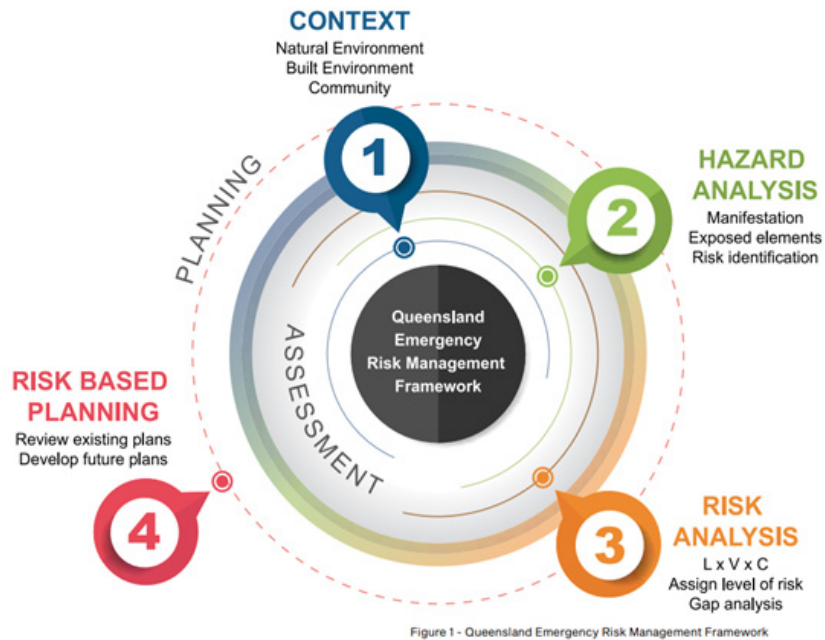 CONTEXT
Natural Environment
Built Environment
Community
1
HAZARD
ANALYSIS
Manifestation
Exposed elements
Risk identification
2
PLANNING
ASSESSMENT
Queensland
Emergency
Risk Management
Framework
RISK BASED
PLANNING
Review existing plans
Develop future plans
4
3
RISK
ANALYSIS
L x V x C
Assign level of risk
Gap analysis
Figure 1 - Queensland Emergency Risk Management Framework